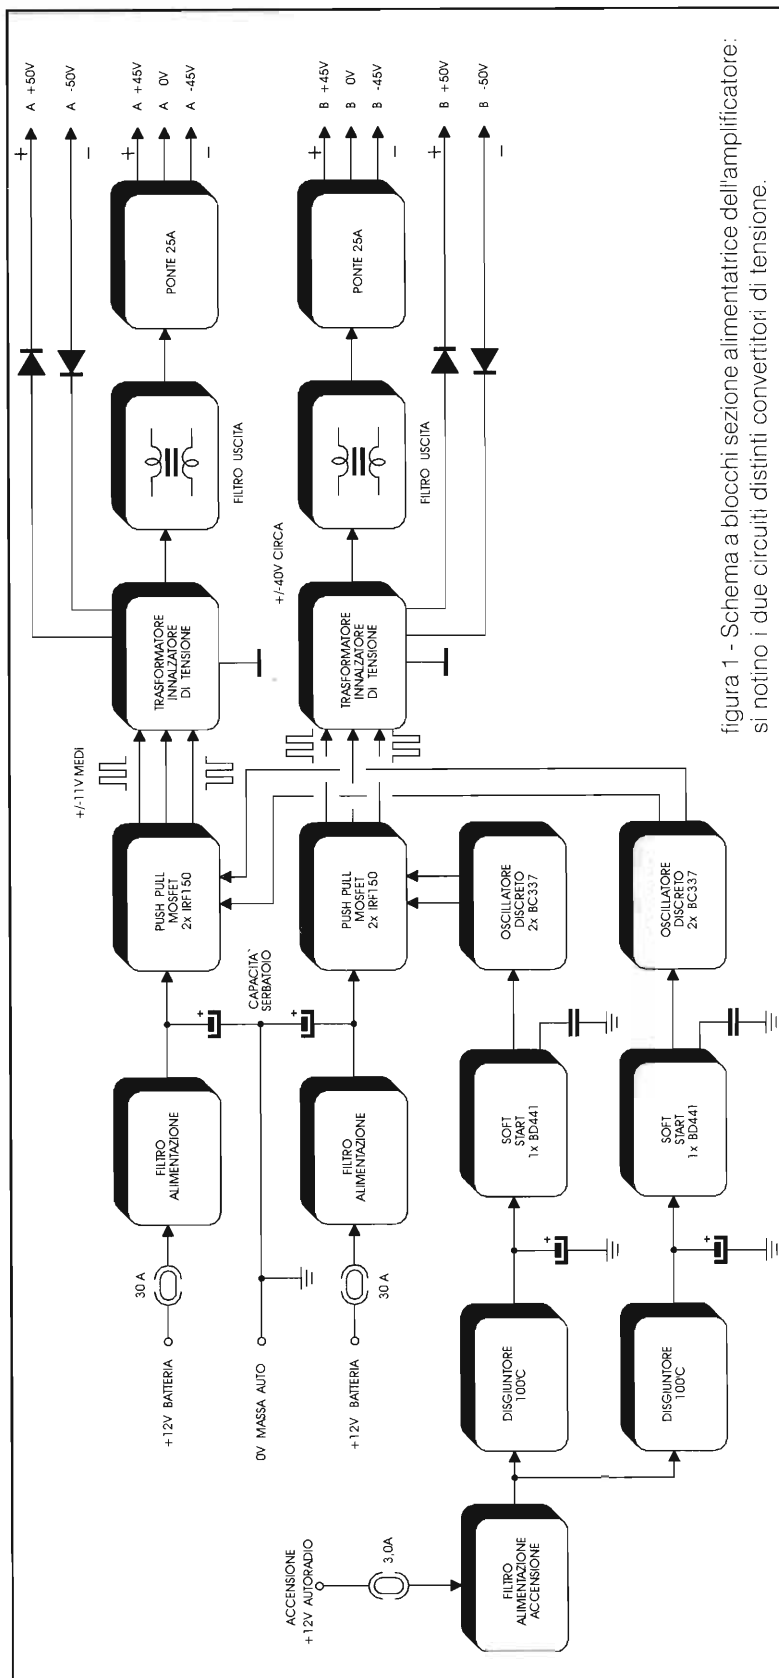 +12V BATTERIA
30 A
FILTRO
ALIMENTAZIONE
PUSH PULL
MOSFET
2x IRF150
+/-11V MEDI
TRASFORMATORE
INNALZATORE
DI TENSIONE
FILTRO USCITA
PONTE 25A
+
A +50V
-
A -50V
+
A +45V
A 0V
-
A -45V
0V MASSA AUTO
+
CAPACITA'
SERBATOIO
+
+12V BATTERIA
30 A
FILTRO
ALIMENTAZIONE
PUSH PULL
MOSFET
2x IRF150
TRASFORMATORE
INNALZATORE
DI TENSIONE
+/-40V CIRCA
FILTRO USCITA
PONTE 25A
+
B +45V
B 0V
-
B -45V
+
B +50V
-
B -50V
ACCENSIONE
+12V AUTORADIO
3,0A
FILTRO
ALIMENTAZIONE
ACCENSIONE
DISGIUNTORE
100°C
+
SOFT
START
1x BD441
OSCILLATORE
DISCRETO
2x BC337
DISGIUNTORE
100°C
+
SOFT
START
1x BD441
OSCILLATORE
DISCRETO
2x BC337
figura 1 - Schema a blocchi sezione alimentatrice dell'amplificatore:
si notino i due circuiti distinti convertitori di tensione.